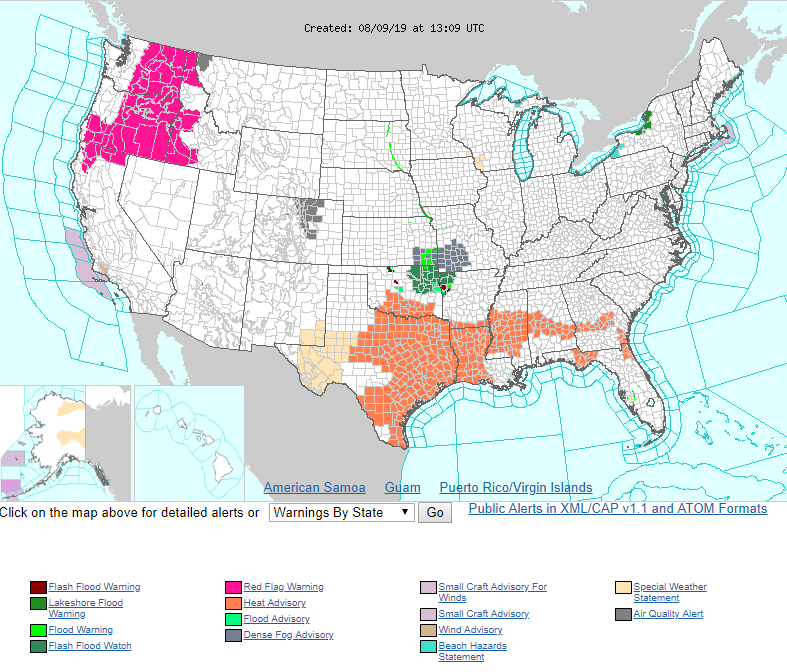 Created: 08/09/19 at 13:09 UTC
American Samoa Guam Puerto Rico/Virgin Islands
Click on the map above for detailed alerts or Warnings By State ▼ Go Public Alerts in XML/CAP v1.1 and ATOM Formats
Flash Flood Warning
Lakeshore Flood
Warning
Flood Warning
Flash Flood Watch
Red Flag Warning
Heat Advisory
Flood Advisory
Dense Fog Advisory
Small Craft Advisory For
Winds
Small Craft Advisory
Wind Advisory
Beach Hazards
Statement
Special Weather
Statement
Air Quality Alert